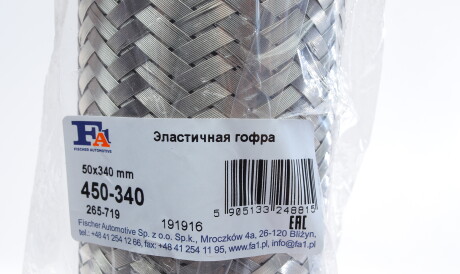 FA1
FISCHER AUTOMOTIVE
Эластичная гофра
50x340 mm
450-340
265-719
191916
5 905133 248815
EAC
Fischer Automotive Sp. z o.o. Sp.k., Mroczków 4a, 26-120 Bliżyn,
tel.: +48 41 254 12 66, fax: +48 41 254 11 95, www.fa1.pl, info@fa1.pl